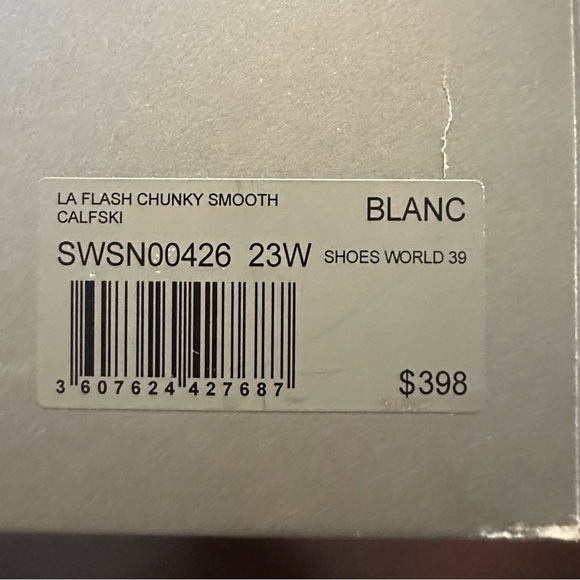 LA FLASH CHUNKY SMOOTH
CALFSKI
BLANC
SWSN00426 23W SHOES WORLD 39
3 607624 427687
$398